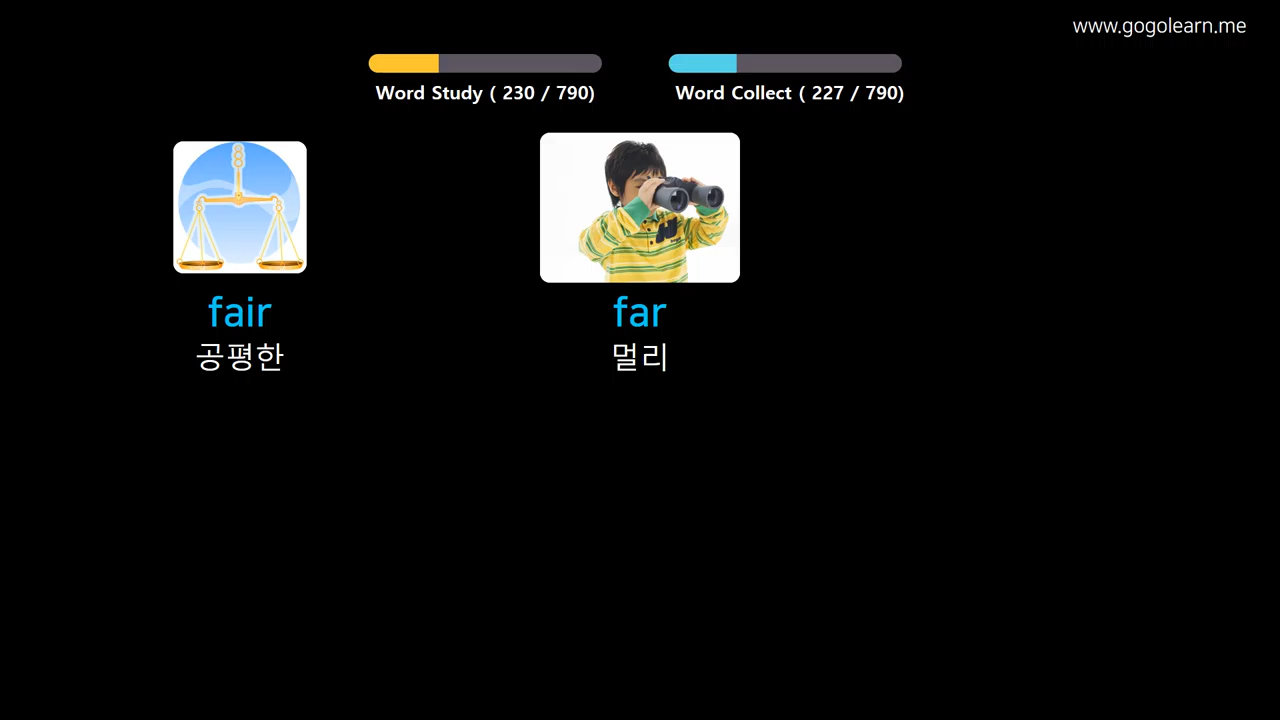 www.gogolearn.me
Word Study ( 230 / 790)
Word Collect ( 227 / 790)
fair
공평한
far
멀리